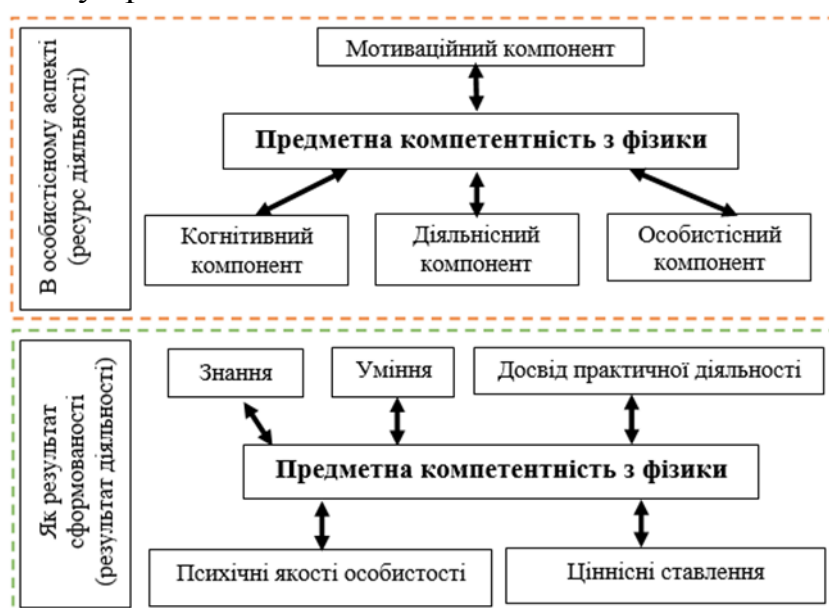 В особистісному аспекті
(ресурс діяльності)
Мотиваційний компонент
Предметна компетентність з фізики
Когнітивний
компонент
Діяльнісний
компонент
Особистісний
компонент
Як результат
сформованості
(результат діяльності)
Знання
Уміння
Досвід практичної діяльності
Предметна компетентність з фізики
Психічні якості особистості
Ціннісні ставлення